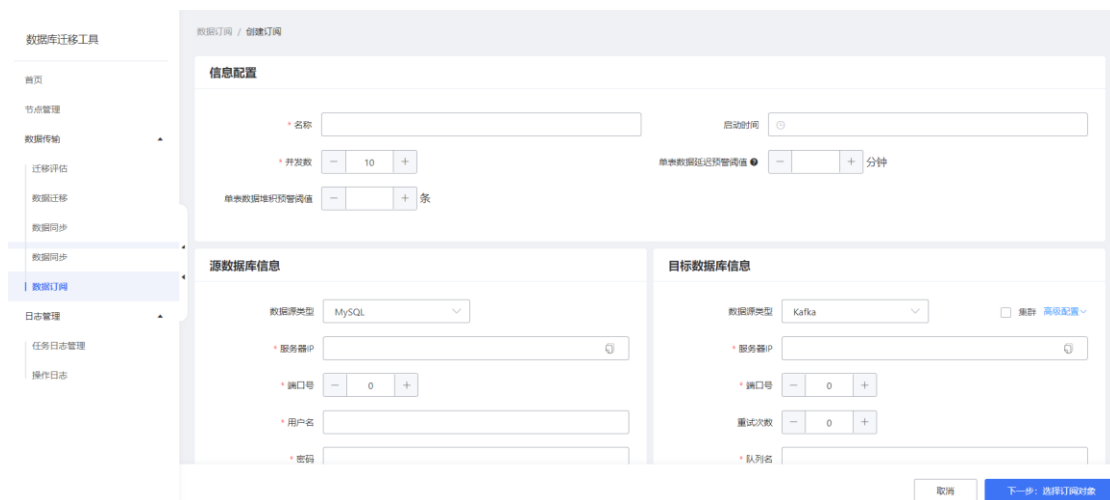 数据库迁移工具
首页
节点管理
数据传输
迁移评估
数据迁移
数据同步
数据同步
数据订阅
日志管理
任务日志管理
操作日志
数据订阅 / 创建订阅
信息配置
* 名称
启动时间
* 并发数 − 10 +
单表数据延迟预警阈值 − + 分钟
单表数据堆积预警阈值 − + 条
源数据库信息
数据源类型 MySQL
* 服务器IP
* 端口号 − 0 +
* 用户名
* 密码
目标数据库信息
数据源类型 Kafka 集群 高级配置
* 服务器IP
* 端口号 − 0 +
重试次数 − 0 +
* 队列名
取消 下一步：选择订阅对象